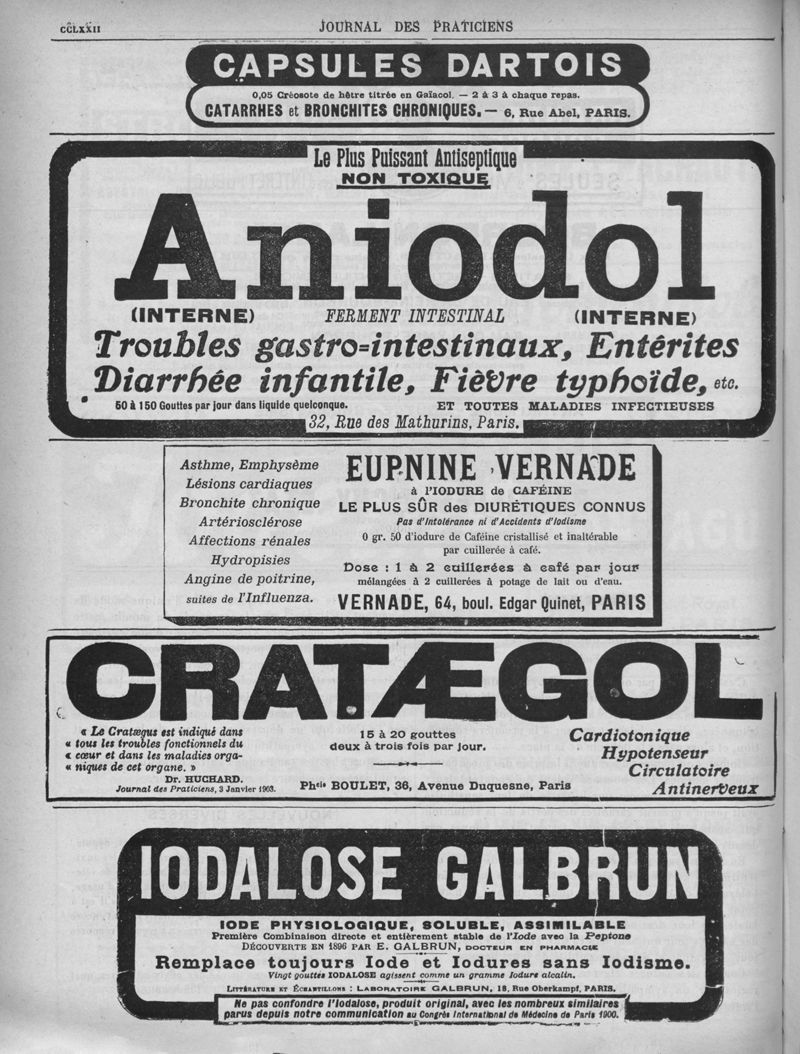 CCLXXII
JOURNAL DES PRATICIENS
CAPSULES DARTOIS
0,05 Créosote de hêtre titrée en Gaïacol. — 2 à 3 à chaque repas.
CATARRHES et BRONCHITES CHRONIQUES. — 6, Rue Abel, PARIS.
Le Plus Puissant Antiseptique
NON TOXIQUE
Aniodol
(INTERNE) FERMENT INTESTINAL (INTERNE)
Troubles gastro=intestinaux, Entérites
Diarrhée infantile, Fièvre typhoïde, etc.
50 à 150 Gouttes par jour dans liquide quelconque. ET TOUTES MALADIES INFECTIEUSES
32, Rue des Mathurins, Paris.
Asthme, Emphysème
Lésions cardiaques
Bronchite chronique
Artériosclérose
Affections rénales
Hydropisies
Angine de poitrine,
suites de l'Influenza.
EUPNINE VERNADE
à l'IODURE de CAFÉINE
LE PLUS SÛR des DIURÉTIQUES CONNUS
Pas d'Intolérance ni d'Accidents d'Iodisme
0 gr. 50 d'iodure de Caféine cristallisé et inaltérable
par cuillerée à café.
Dose : 1 à 2 cuillerées à café par jour
mélangées à 2 cuillerées à potage de lait ou d'eau.
VERNADE, 64, boul. Edgar Quinet, PARIS
CRATÆGOL
« Le Cratægus est indiqué dans
« tous les troubles fonctionnels du
« cœur et dans les maladies orga-
« niques de cet organe. »
Dr. HUCHARD.
Journal des Praticiens, 3 Janvier 1903.
15 à 20 gouttes
deux à trois fois par jour.
Phcie BOULET, 36, Avenue Duquesne, Paris
Cardiotonique
Hypotenseur
Circulatoire
Antinerveux
IODALOSE GALBRUN
IODE PHYSIOLOGIQUE, SOLUBLE, ASSIMILABLE
Première Combinaison directe et entièrement stable de l'Iode avec la Peptone
DÉCOUVERTE EN 1896 PAR E. GALBRUN, DOCTEUR EN PHARMACIE
Remplace toujours Iode et Iodures sans Iodisme.
Vingt gouttes IODALOSE agissent comme un gramme Iodure alcalin.
LITTÉRATURE ET ÉCHANTILLONS : LABORATOIRE GALBRUN, 18, Rue Oberkampf, PARIS.
Ne pas confondre l'Iodalose, produit original, avec les nombreux similaires
parus depuis notre communication au Congrès International de Médecine de Paris 1900.